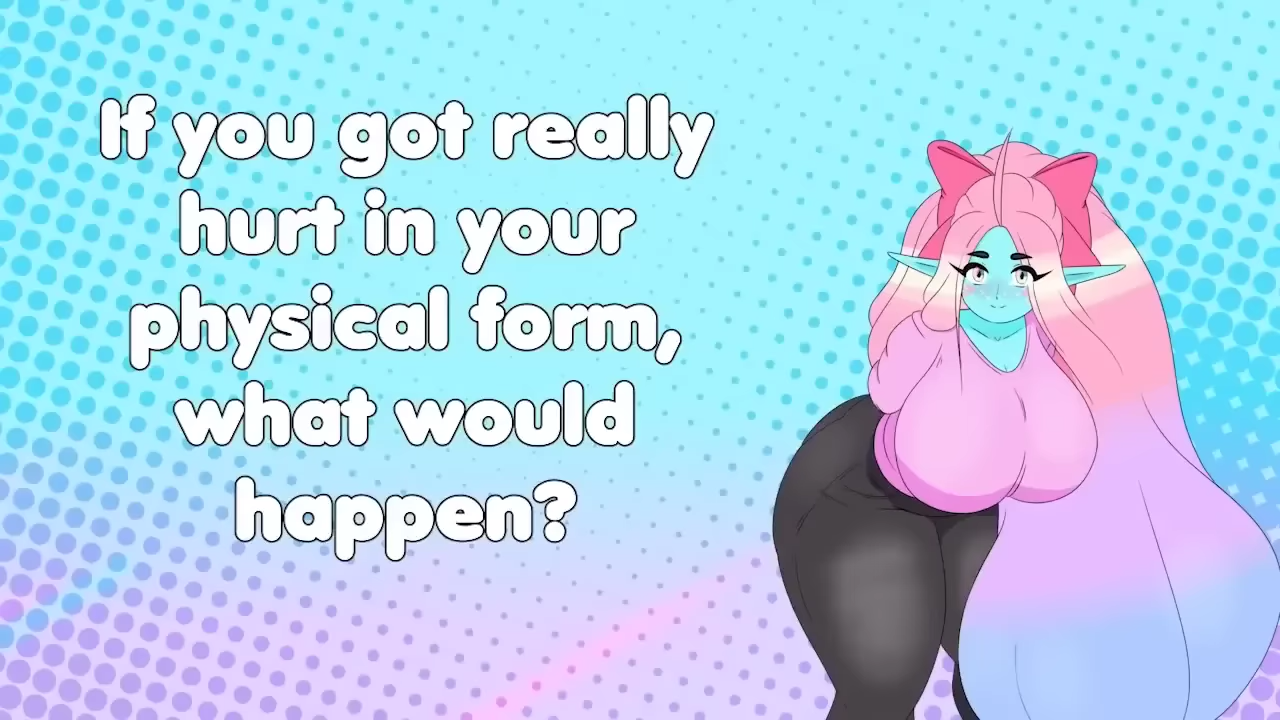 If you got really
hurt in your
physical form,
what would
happen?